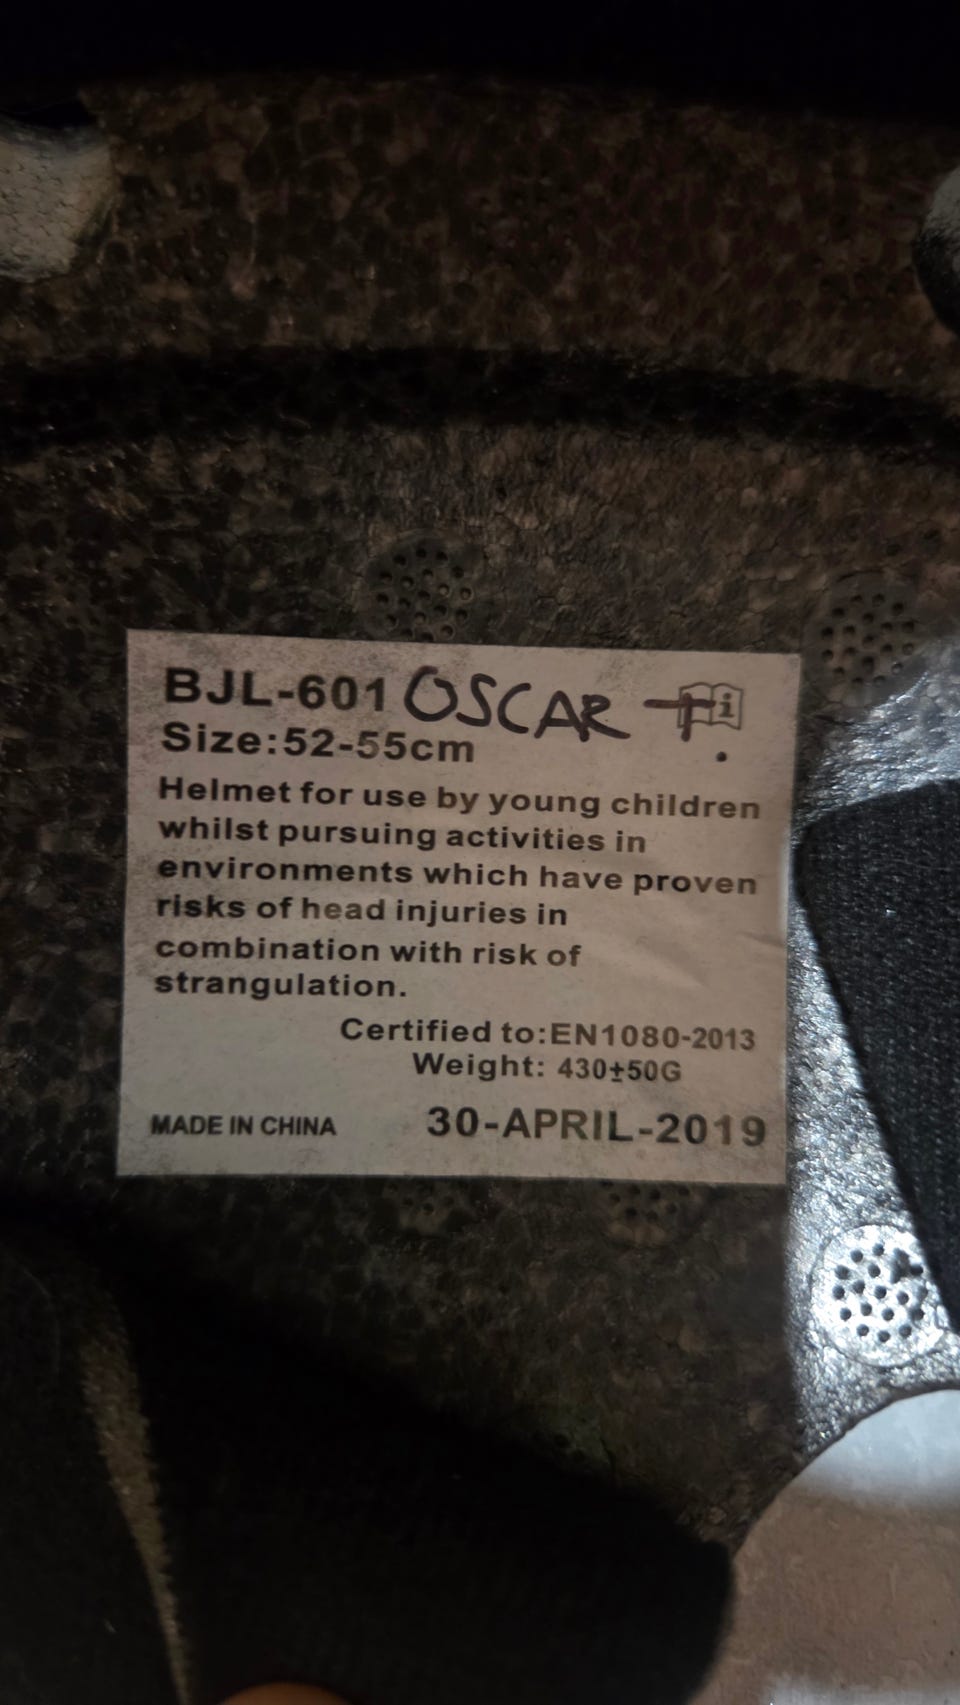 BJL-601 OSCAR T.
Size:52-55cm
Helmet for use by young children
whilst pursuing activities in
environments which have proven
risks of head injuries in
combination with risk of
strangulation.
Certified to:EN1080-2013
Weight: 430±50G
MADE IN CHINA 30-APRIL-2019